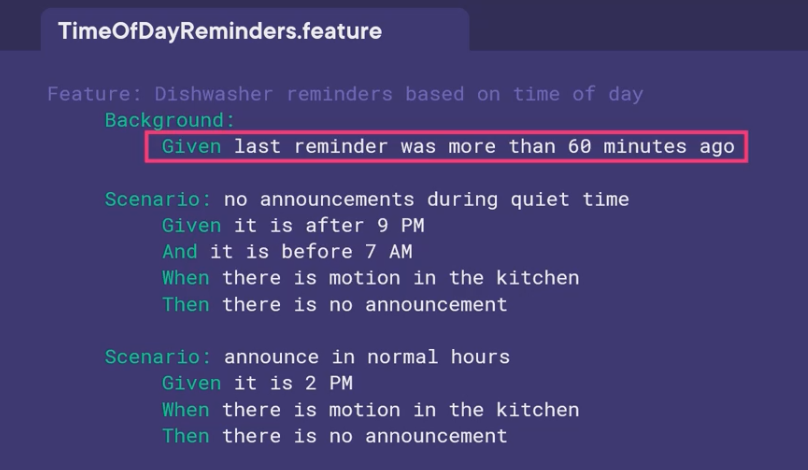 TimeOfDayReminders.feature
Feature: Dishwasher reminders based on time of day
Background:
Given last reminder was more than 60 minutes ago
Scenario: no announcements during quiet time
Given it is after 9 PM
And it is before 7 AM
When there is motion in the kitchen
Then there is no announcement
Scenario: announce in normal hours
Given it is 2 PM
When there is motion in the kitchen
Then there is no announcement